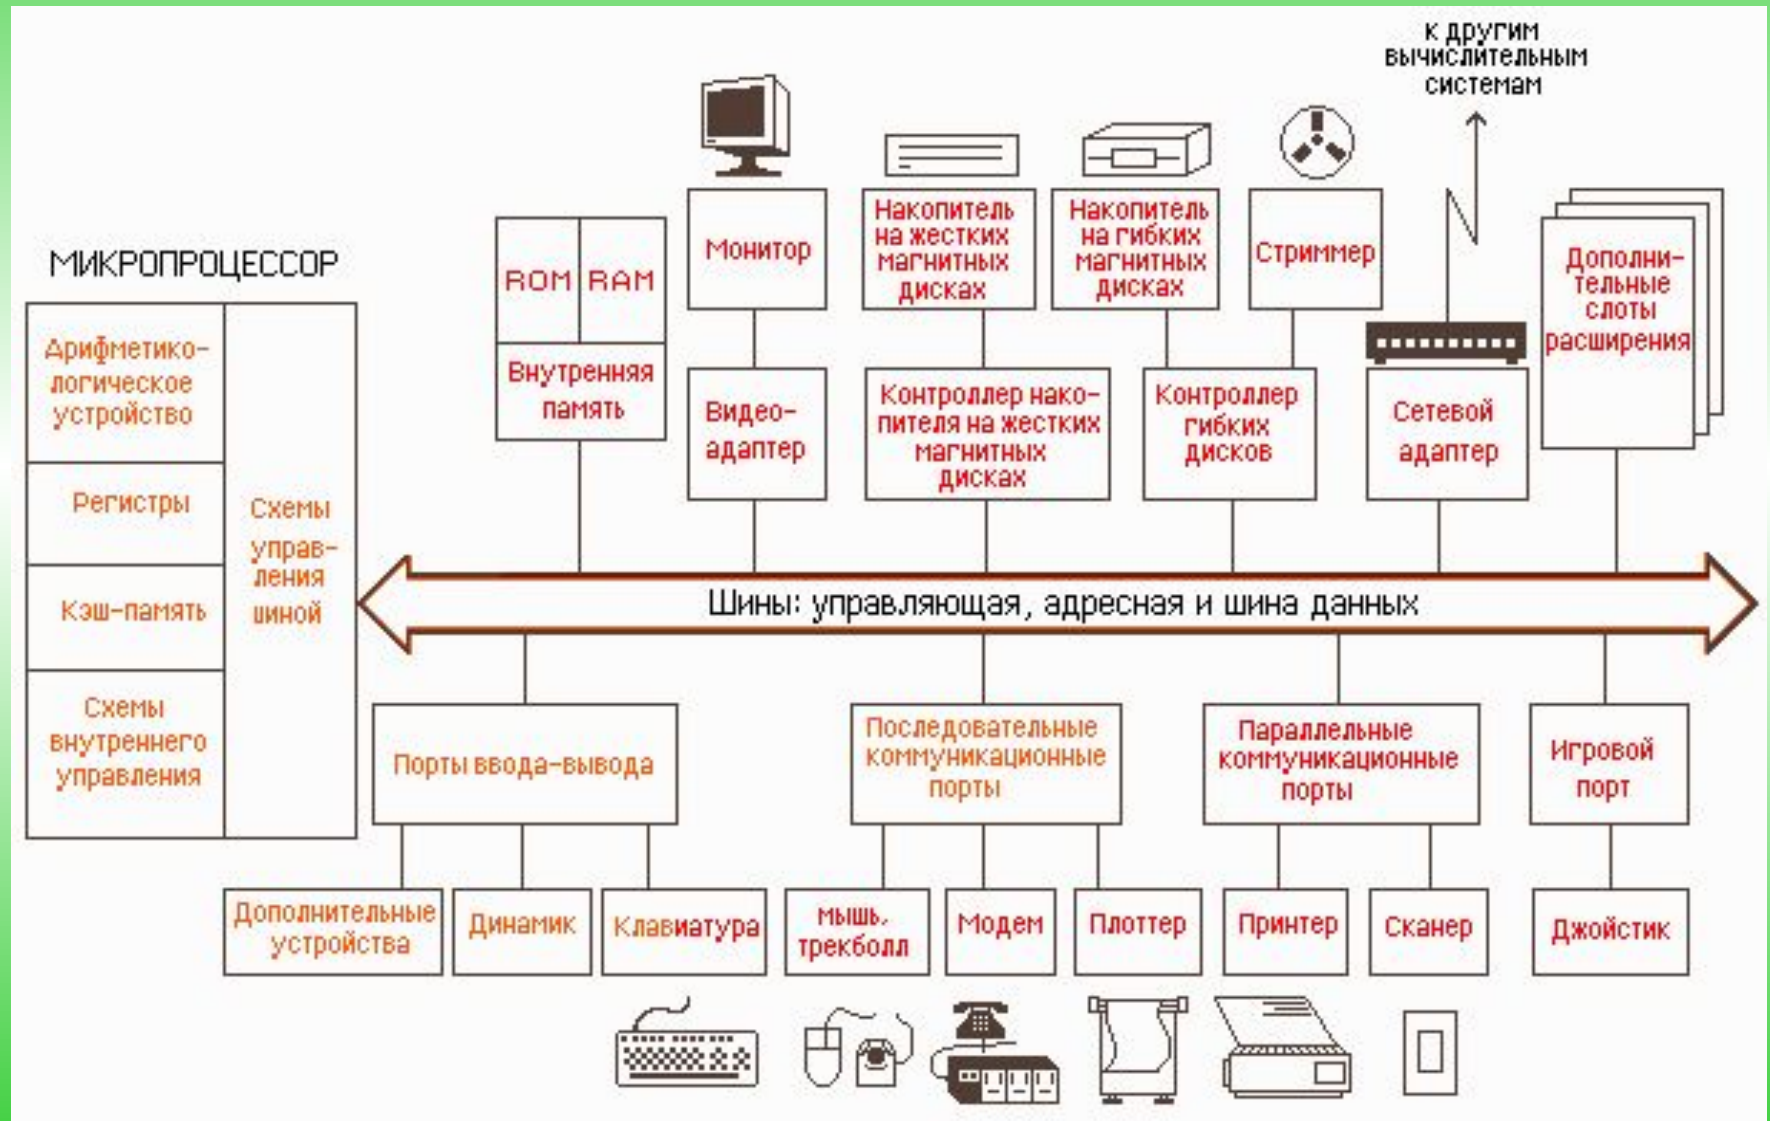 к другим
вычислительным
системам
МИКРОПРОЦЕССОР
Арифметико-
логическое
устройство
Регистры
Кэш-память
Схемы
внутреннего
управления
Схемы
управ-
ления
шиной
ROM RAM
Внутренняя
память
Монитор
Видео-
адаптер
Накопитель
на жестких
магнитных
дисках
Контроллер нако-
пителя на жестких
магнитных
дисках
Накопитель
на гибких
магнитных
дисках
Стриммер
Контроллер
гибких
дисков
Сетевой
адаптер
Дополни-
тельные
слоты
расширения
Шины: управляющая, адресная и шина данных
Порты ввода-вывода
Последовательные
коммуникационные
порты
Параллельные
коммуникационные
порты
Игровой
порт
Дополнительные
устройства
Динамик
Клавиатура
мышь,
трекболл
Модем
Плоттер
Принтер
Сканер
Джойстик